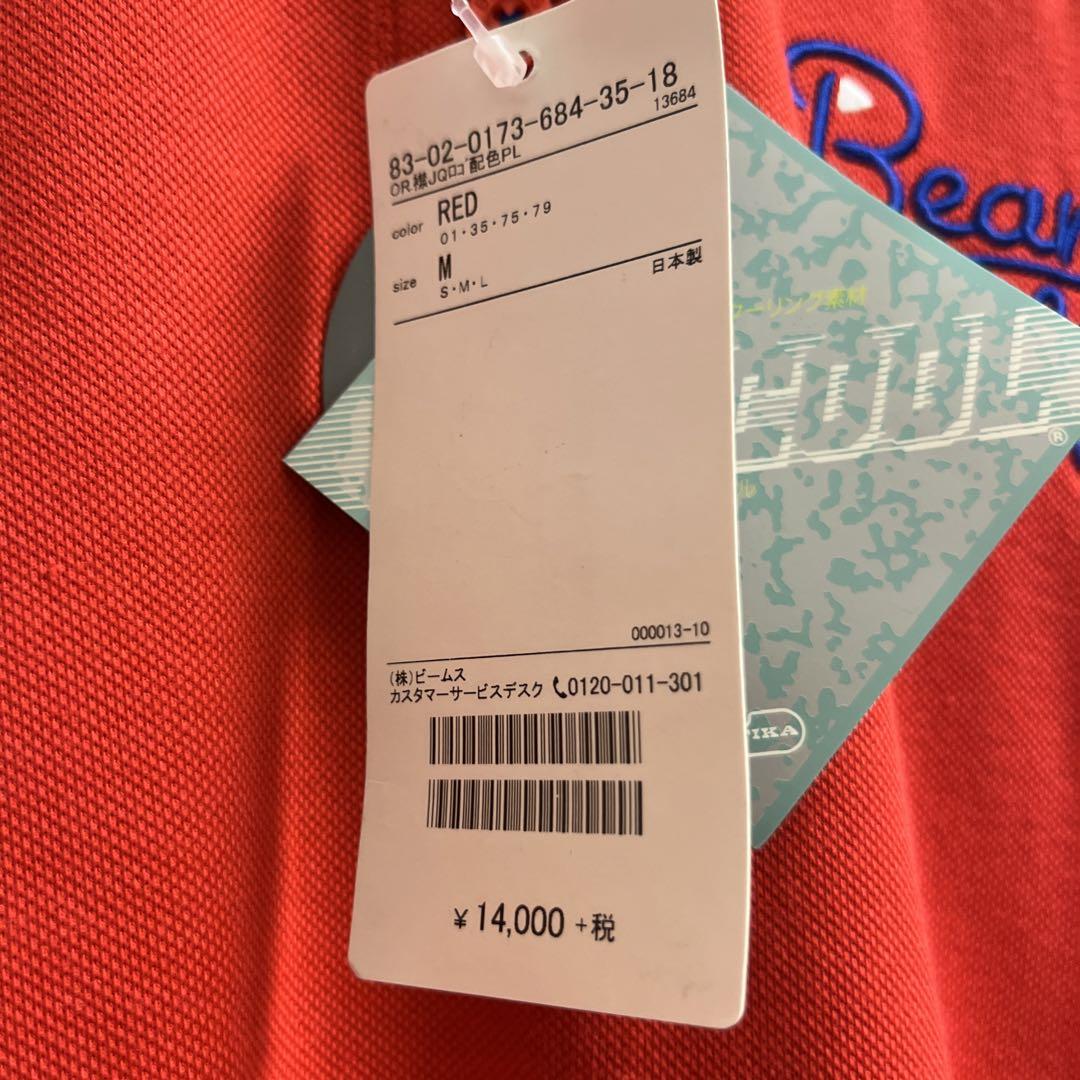 83-02-0173-684-35-18
13684
OR.襟JQロゴ配色PL
color RED
01・35・75・79
size M
S・M・L
日本製
000013-10
(株)ビームス
カスタマーサービスデスク 0120-011-301
¥14,000 +税
ーリング素材
®